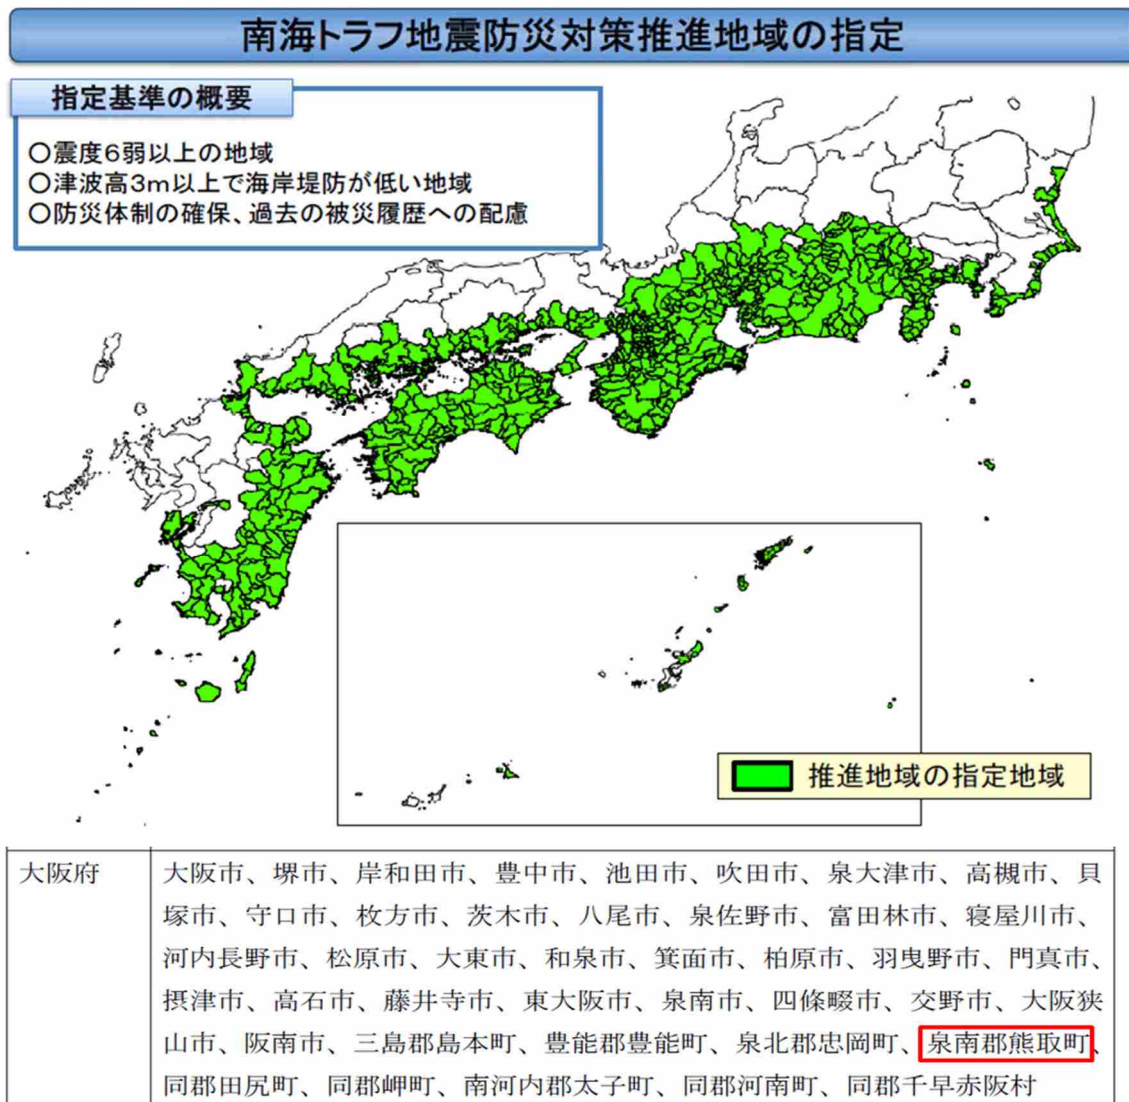 南海トラフ地震防災対策推進地域の指定
指定基準の概要
○震度6弱以上の地域
○津波高3m以上で海岸堤防が低い地域
○防災体制の確保、過去の被災履歴への配慮
推進地域の指定地域
大阪府
大阪市、堺市、岸和田市、豊中市、池田市、吹田市、泉大津市、高槻市、貝
塚市、守口市、枚方市、茨木市、八尾市、泉佐野市、富田林市、寝屋川市、
河内長野市、松原市、大東市、和泉市、箕面市、柏原市、羽曳野市、門真市、
摂津市、高石市、藤井寺市、東大阪市、泉南市、四條畷市、交野市、大阪狭
山市、阪南市、三島郡島本町、豊能郡豊能町、泉北郡忠岡町、泉南郡熊取町、
同郡田尻町、同郡岬町、南河内郡太子町、同郡河南町、同郡千早赤阪村